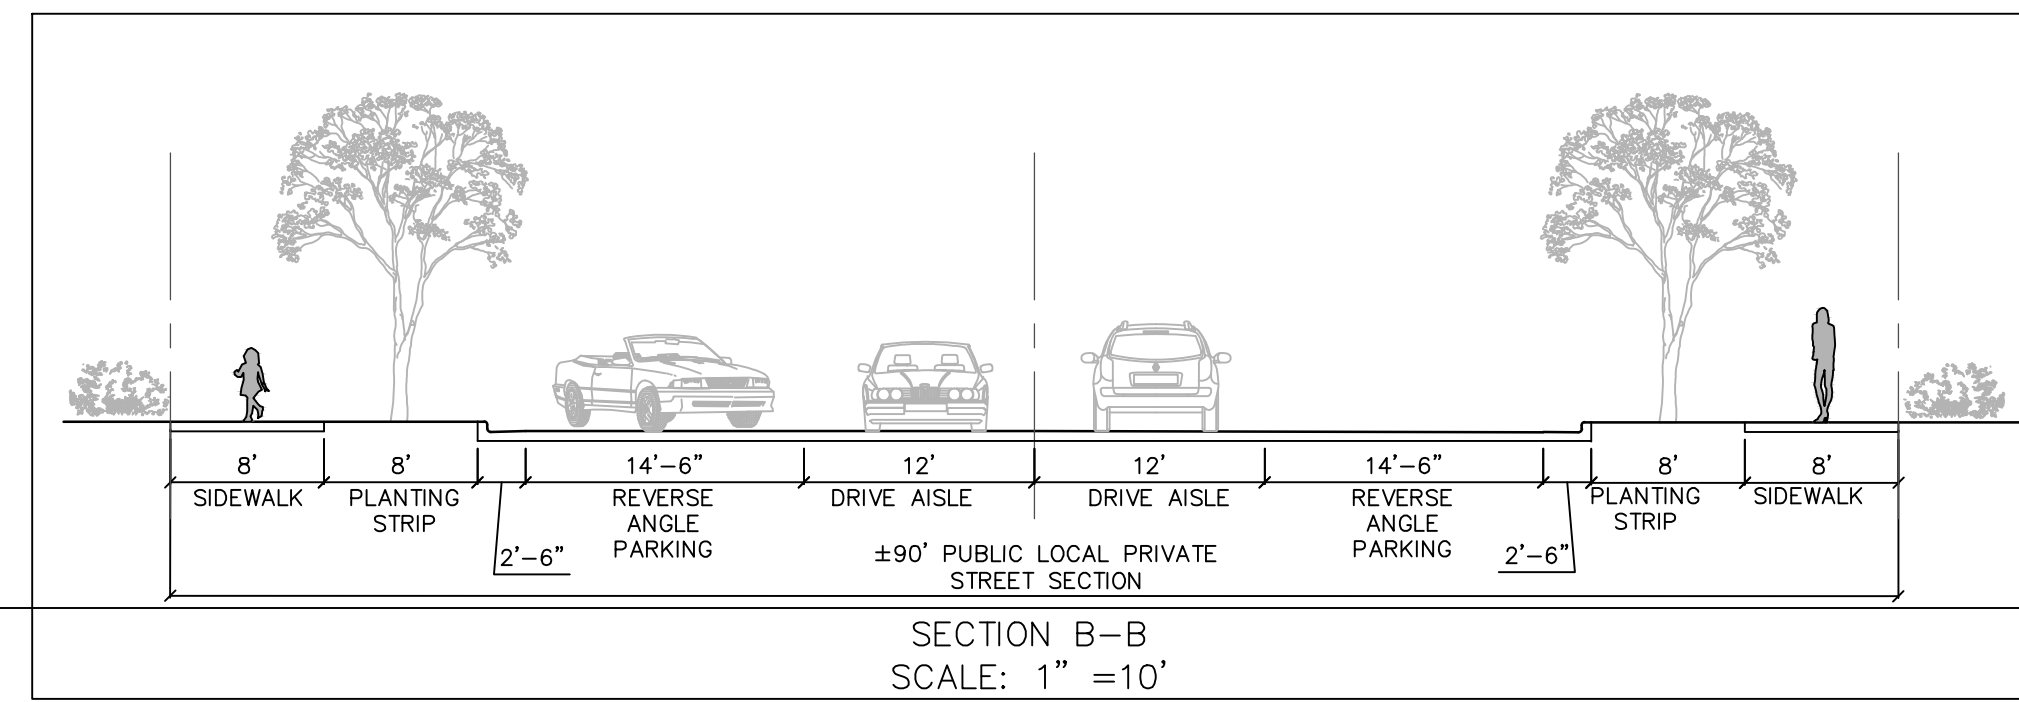 8' 8' 14'-6" 12' 12' 14'-6" 8' 8'
SIDEWALK PLANTING REVERSE DRIVE AISLE DRIVE AISLE REVERSE PLANTING SIDEWALK
STRIP ANGLE ANGLE STRIP
PARKING PARKING
2'-6" ±90' PUBLIC LOCAL PRIVATE 2'-6"
STREET SECTION
SECTION B-B
SCALE: 1" =10'